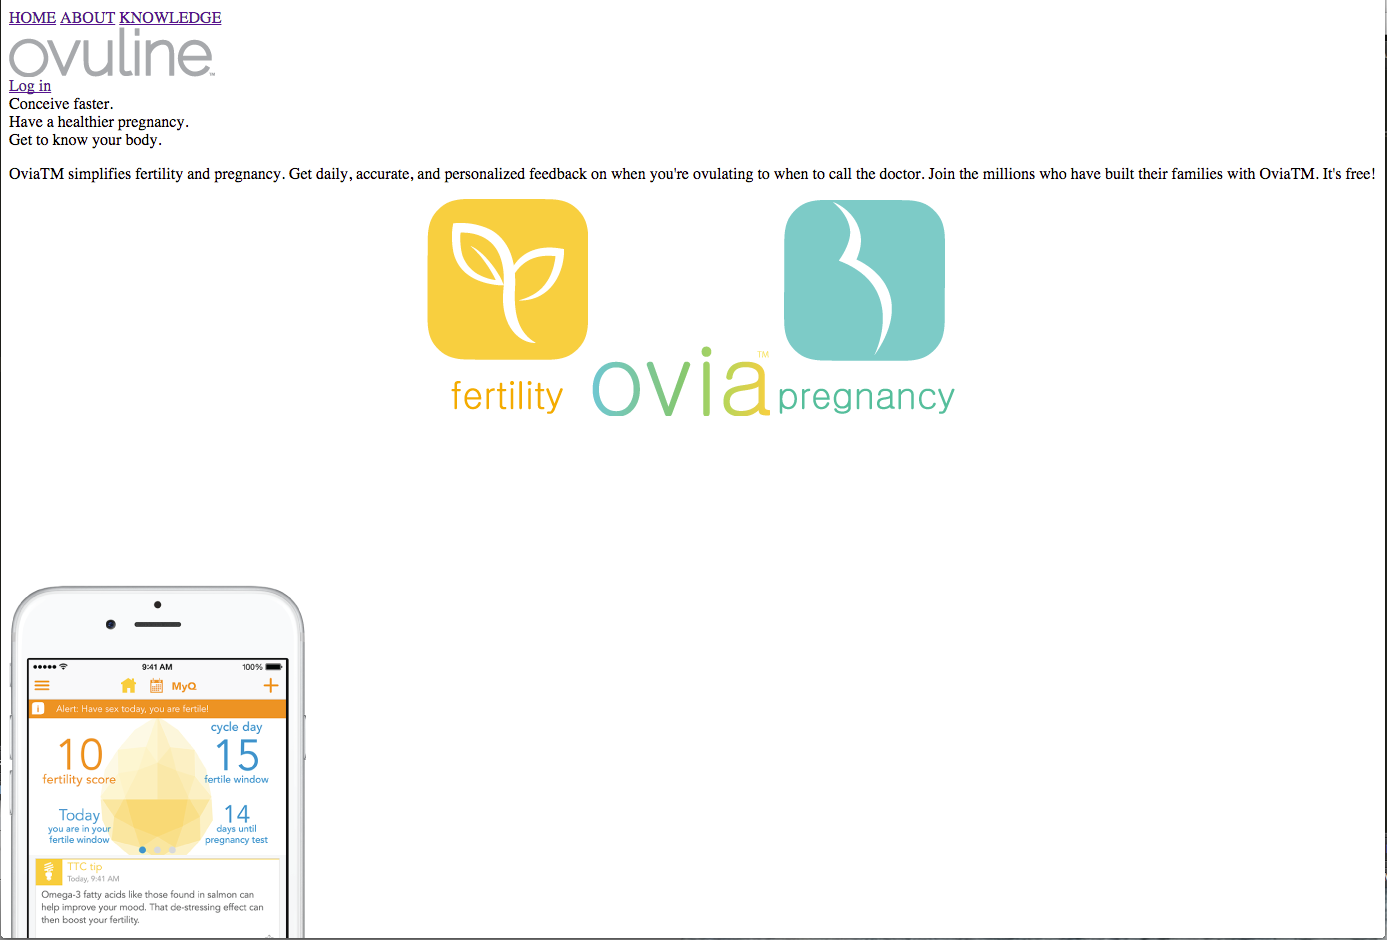 HOME ABOUT KNOWLEDGE
ovuline™
Log in
Conceive faster.
Have a healthier pregnancy.
Get to know your body.
OviaTM simplifies fertility and pregnancy. Get daily, accurate, and personalized feedback on when you're ovulating to when to call the doctor. Join the millions who have built their families with OviaTM. It's free!
fertility ovia™ pregnancy
9:41 AM 100%
MyQ
i Alert: Have sex today, you are fertile!
cycle day
10 15
fertility score fertile window
Today 14
you are in your days until
fertile window pregnancy test
TTC tip
Today, 9:41 AM
Omega-3 fatty acids like those found in salmon can
help improve your mood. That de-stressing effect can
then boost your fertility.